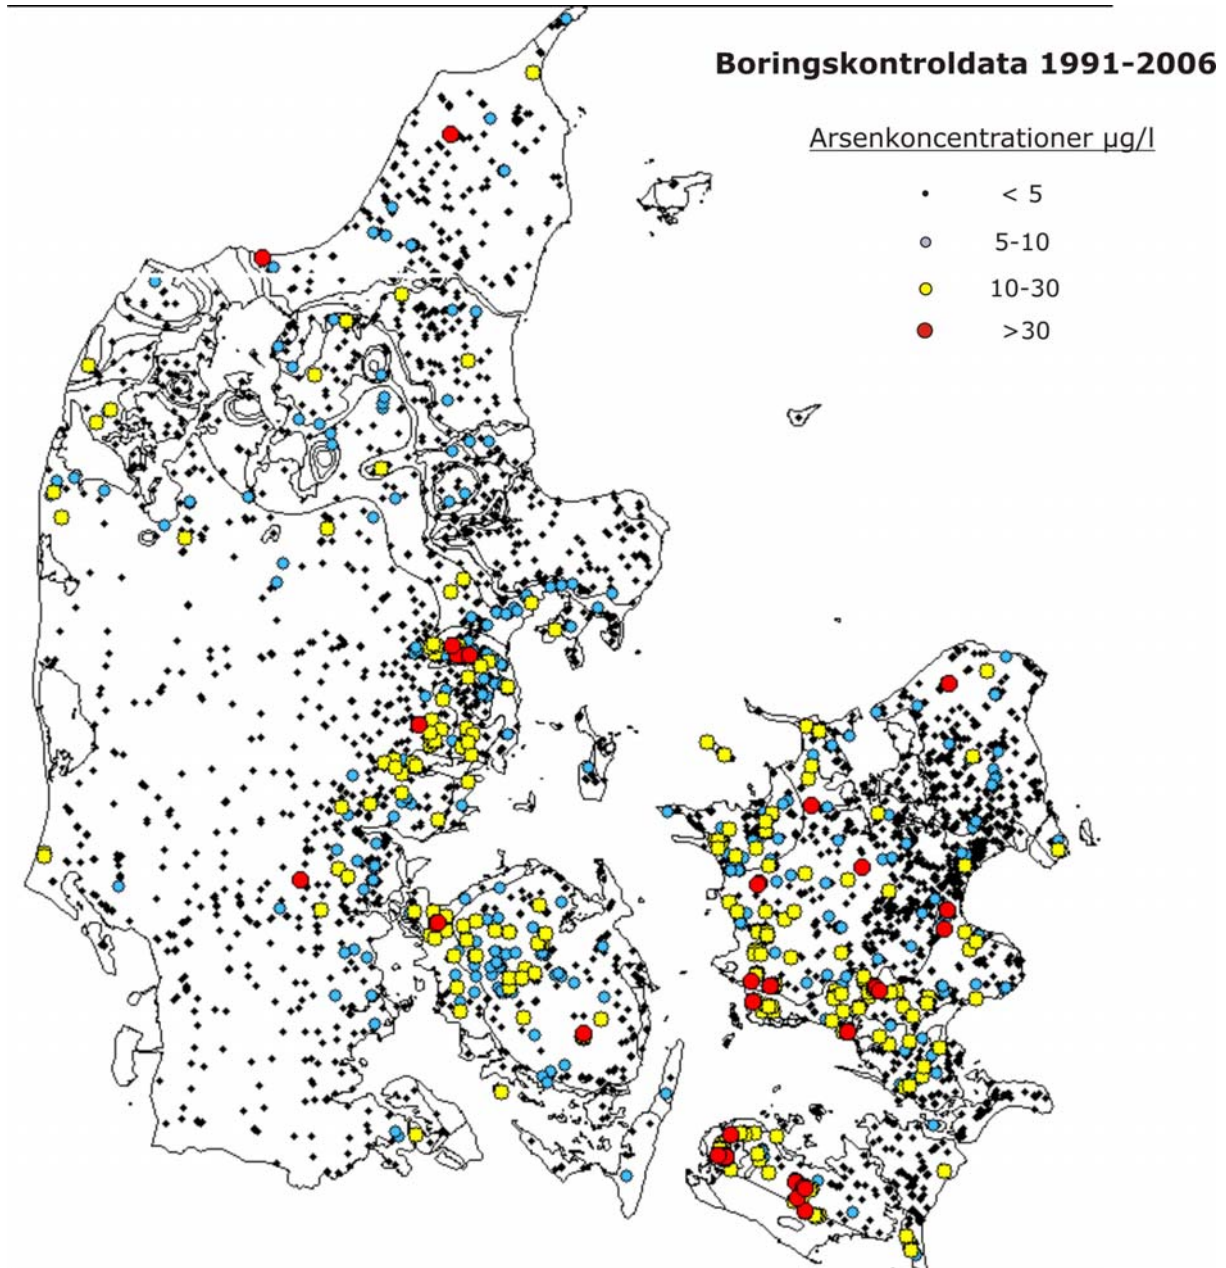 Boringskontroldata 1991-2006
Arsenkoncentrationer µg/l
< 5
5-10
10-30
>30